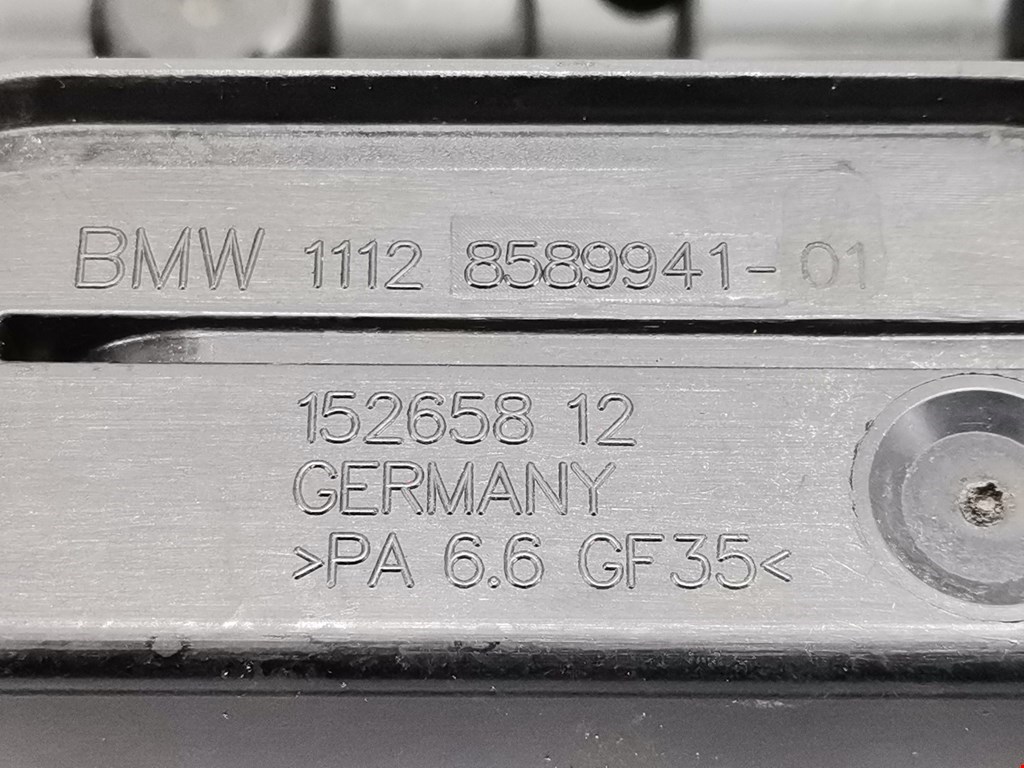 BMW 1112 8589941-01
152658 12
GERMANY
>PA 6.6 GF35<